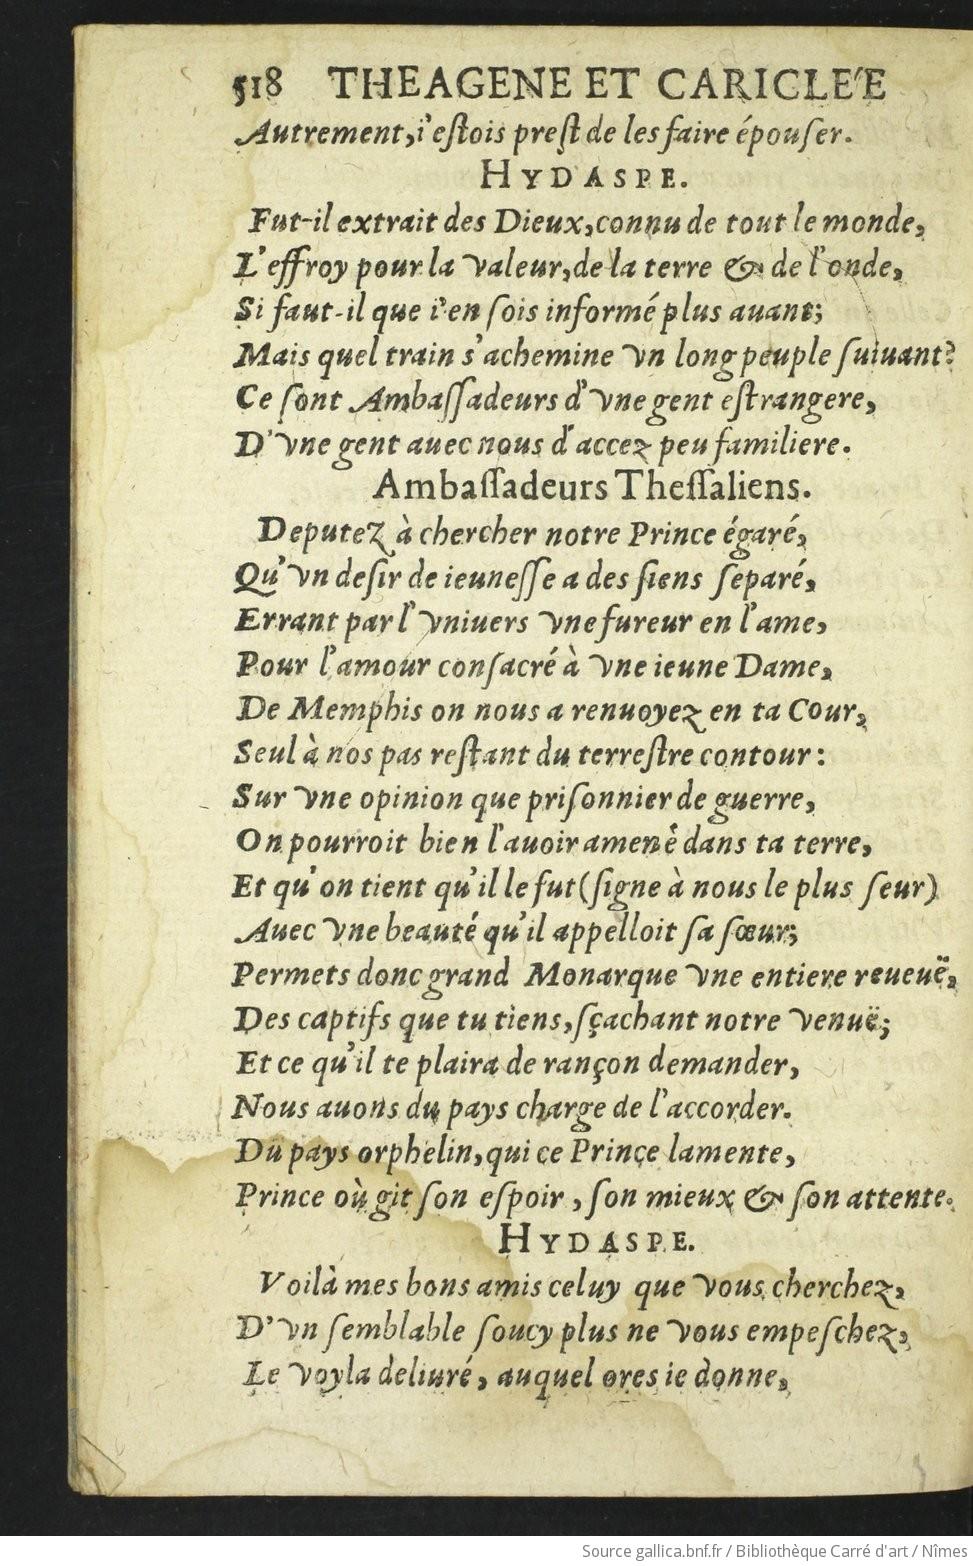 518 THEAGENE ET CARICLE'E
Autrement, i'eſtois preſt de les faire épouſer.
HYDASPE.
Fut-il extrait des Dieux, connu de tout le monde,
L'effroy pour la valeur, de la terre & de l'onde,
Si faut-il que i'en ſois informé plus auant;
Mais quel train s'achemine vn long peuple ſuiuant?
Ce ſont Ambaſſadeurs d'vne gent eſtrangere,
D'vne gent auec nous d'accez peu familiere.
Ambaſſadeurs Theſſaliens.
Deputez à chercher notre Prince égaré,
Qu'vn deſir de ieuneſſe a des ſiens ſeparé,
Errant par l'vniuers vne fureur en l'ame,
Pour l'amour conſacré à vne ieune Dame,
De Memphis on nous a renuoyez en ta Cour,
Seul à nos pas reſtant du terreſtre contour:
Sur vne opinion que priſonnier de guerre,
On pourroit bien l'auoir amené dans ta terre,
Et qu'on tient qu'il le fut (ſigne à nous le plus ſeur)
Auec vne beauté qu'il appelloit ſa ſœur;
Permets donc grand Monarque vne entiere reueuë,
Des captifs que tu tiens, ſçachant notre venuë;
Et ce qu'il te plaira de rançon demander,
Nous auons du pays charge de l'accorder.
Du pays orphelin, qui ce Prince lamente,
Prince où git ſon eſpoir, ſon mieux & ſon attente.
HYDASPE.
Voilà mes bons amis celuy que vous cherchez,
D'vn ſemblable ſoucy plus ne vous empeſchez,
Le voyla deliuré, auquel ores ie donne,
Source gallica.bnf.fr / Bibliothèque Carré d'art / Nîmes